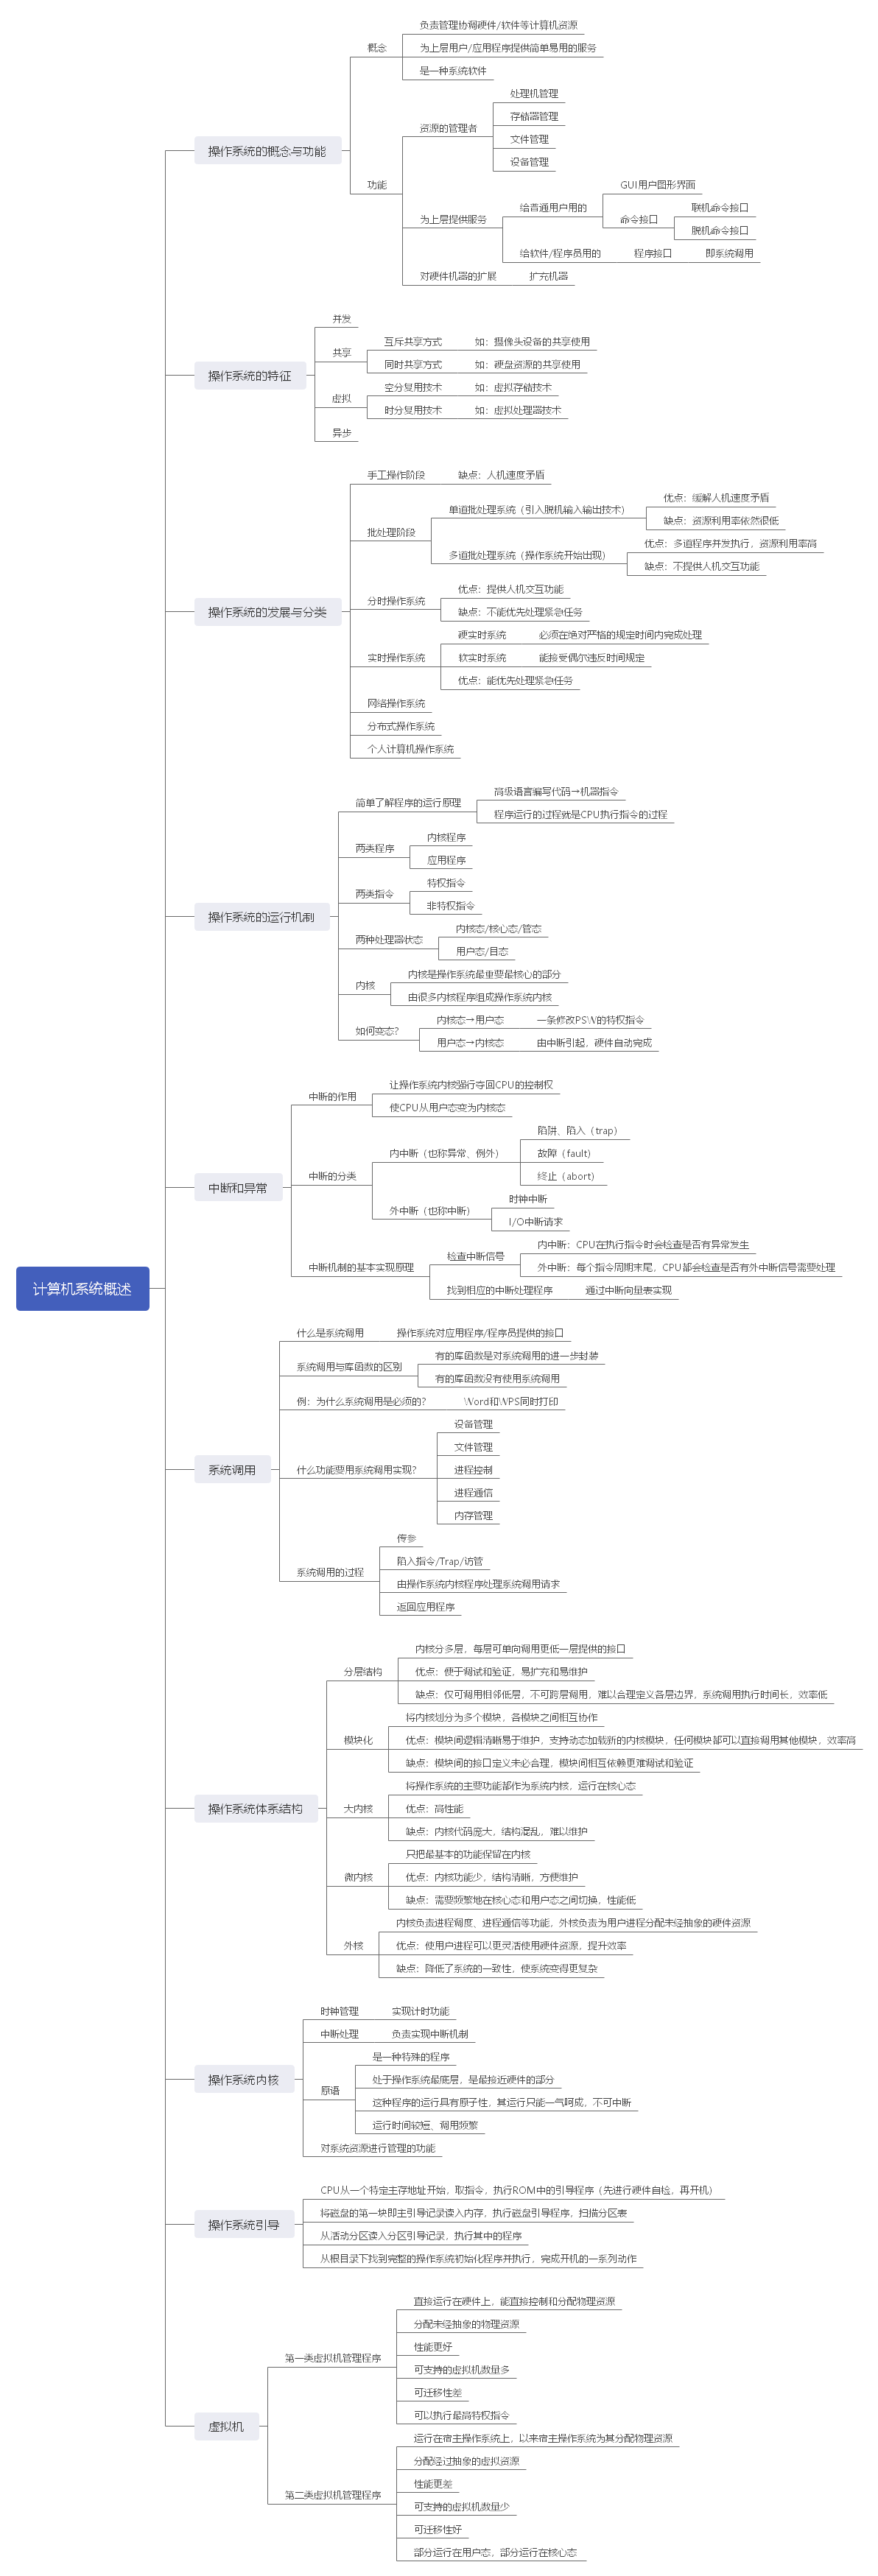 计算机系统概述
操作系统的概念与功能
概念
负责管理协调硬件/软件等计算机资源
为上层用户/应用程序提供简单易用的服务
是一种系统软件
功能
资源的管理者
处理机管理
存储器管理
文件管理
设备管理
为上层提供服务
给普通用户用的
GUI用户图形界面
命令接口
联机命令接口
脱机命令接口
给软件/程序员用的
程序接口
即系统调用
对硬件机器的扩展
扩充机器
操作系统的特征
并发
共享
互斥共享方式
如：摄像头设备的共享使用
同时共享方式
如：硬盘资源的共享使用
虚拟
空分复用技术
如：虚拟存储技术
时分复用技术
如：虚拟处理器技术
异步
操作系统的发展与分类
手工操作阶段
缺点：人机速度矛盾
批处理阶段
单道批处理系统（引入脱机输入输出技术）
优点：缓解人机速度矛盾
缺点：资源利用率依然很低
多道批处理系统（操作系统开始出现）
优点：多道程序并发执行，资源利用率高
缺点：不提供人机交互功能
分时操作系统
优点：提供人机交互功能
缺点：不能优先处理紧急任务
实时操作系统
硬实时系统
必须在绝对严格的规定时间内完成处理
软实时系统
能接受偶尔违反时间规定
优点：能优先处理紧急任务
网络操作系统
分布式操作系统
个人计算机操作系统
操作系统的运行机制
简单了解程序的运行原理
高级语言编写代码→机器指令
程序运行的过程就是CPU执行指令的过程
两类程序
内核程序
应用程序
两类指令
特权指令
非特权指令
两种处理器状态
内核态/核心态/管态
用户态/目态
内核
内核是操作系统最重要最核心的部分
由很多内核程序组成操作系统内核
如何变态？
内核态→用户态
一条修改PSW的特权指令
用户态→内核态
由中断引起，硬件自动完成
中断和异常
中断的作用
让操作系统内核强行夺回CPU的控制权
使CPU从用户态变为内核态
中断的分类
内中断（也称异常、例外）
陷阱、陷入（trap）
故障（fault）
终止（abort）
外中断（也称中断）
时钟中断
I/O中断请求
中断机制的基本实现原理
检查中断信号
内中断：CPU在执行指令时会检查是否有异常发生
外中断：每个指令周期末尾，CPU都会检查是否有外中断信号需要处理
找到相应的中断处理程序
通过中断向量表实现
系统调用
什么是系统调用
操作系统对应用程序/程序员提供的接口
系统调用与库函数的区别
有的库函数是对系统调用的进一步封装
有的库函数没有使用系统调用
例：为什么系统调用是必须的？
Word和WPS同时打印
什么功能要用系统调用实现？
设备管理
文件管理
进程控制
进程通信
内存管理
系统调用的过程
传参
陷入指令/Trap/访管
由操作系统内核程序处理系统调用请求
返回应用程序
操作系统体系结构
分层结构
内核分多层，每层可单向调用更低一层提供的接口
优点：便于调试和验证，易扩充和易维护
缺点：仅可调用相邻低层，不可跨层调用，难以合理定义各层边界，系统调用执行时间长，效率低
模块化
将内核划分为多个模块，各模块之间相互协作
优点：模块间逻辑清晰易于维护，支持动态加载新的内核模块，任何模块都可以直接调用其他模块，效率高
缺点：模块间的接口定义未必合理，模块间相互依赖更难调试和验证
大内核
将操作系统的主要功能都作为系统内核，运行在核心态
优点：高性能
缺点：内核代码庞大，结构混乱，难以维护
微内核
只把最基本的功能保留在内核
优点：内核功能少，结构清晰，方便维护
缺点：需要频繁地在核心态和用户态之间切换，性能低
外核
内核负责进程调度、进程通信等功能，外核负责为用户进程分配未经抽象的硬件资源
优点：使用户进程可以更灵活使用硬件资源，提升效率
缺点：降低了系统的一致性，使系统变得更复杂
操作系统内核
时钟管理
实现计时功能
中断处理
负责实现中断机制
原语
是一种特殊的程序
处于操作系统最底层，是最接近硬件的部分
这种程序的运行具有原子性，其运行只能一气呵成，不可中断
运行时间较短、调用频繁
对系统资源进行管理的功能
操作系统引导
CPU从一个特定主存地址开始，取指令，执行ROM中的引导程序（先进行硬件自检，再开机）
将磁盘的第一块即主引导记录读入内存，执行磁盘引导程序，扫描分区表
从活动分区读入分区引导记录，执行其中的程序
从根目录下找到完整的操作系统初始化程序并执行，完成开机的一系列动作
虚拟机
第一类虚拟机管理程序
直接运行在硬件上，能直接控制和分配物理资源
分配未经抽象的物理资源
性能更好
可支持的虚拟机数量多
可迁移性差
可以执行最高特权指令
第二类虚拟机管理程序
运行在宿主操作系统上，以来宿主操作系统为其分配物理资源
分配经过抽象的虚拟资源
性能更差
可支持的虚拟机数量少
可迁移性好
部分运行在用户态，部分运行在核心态